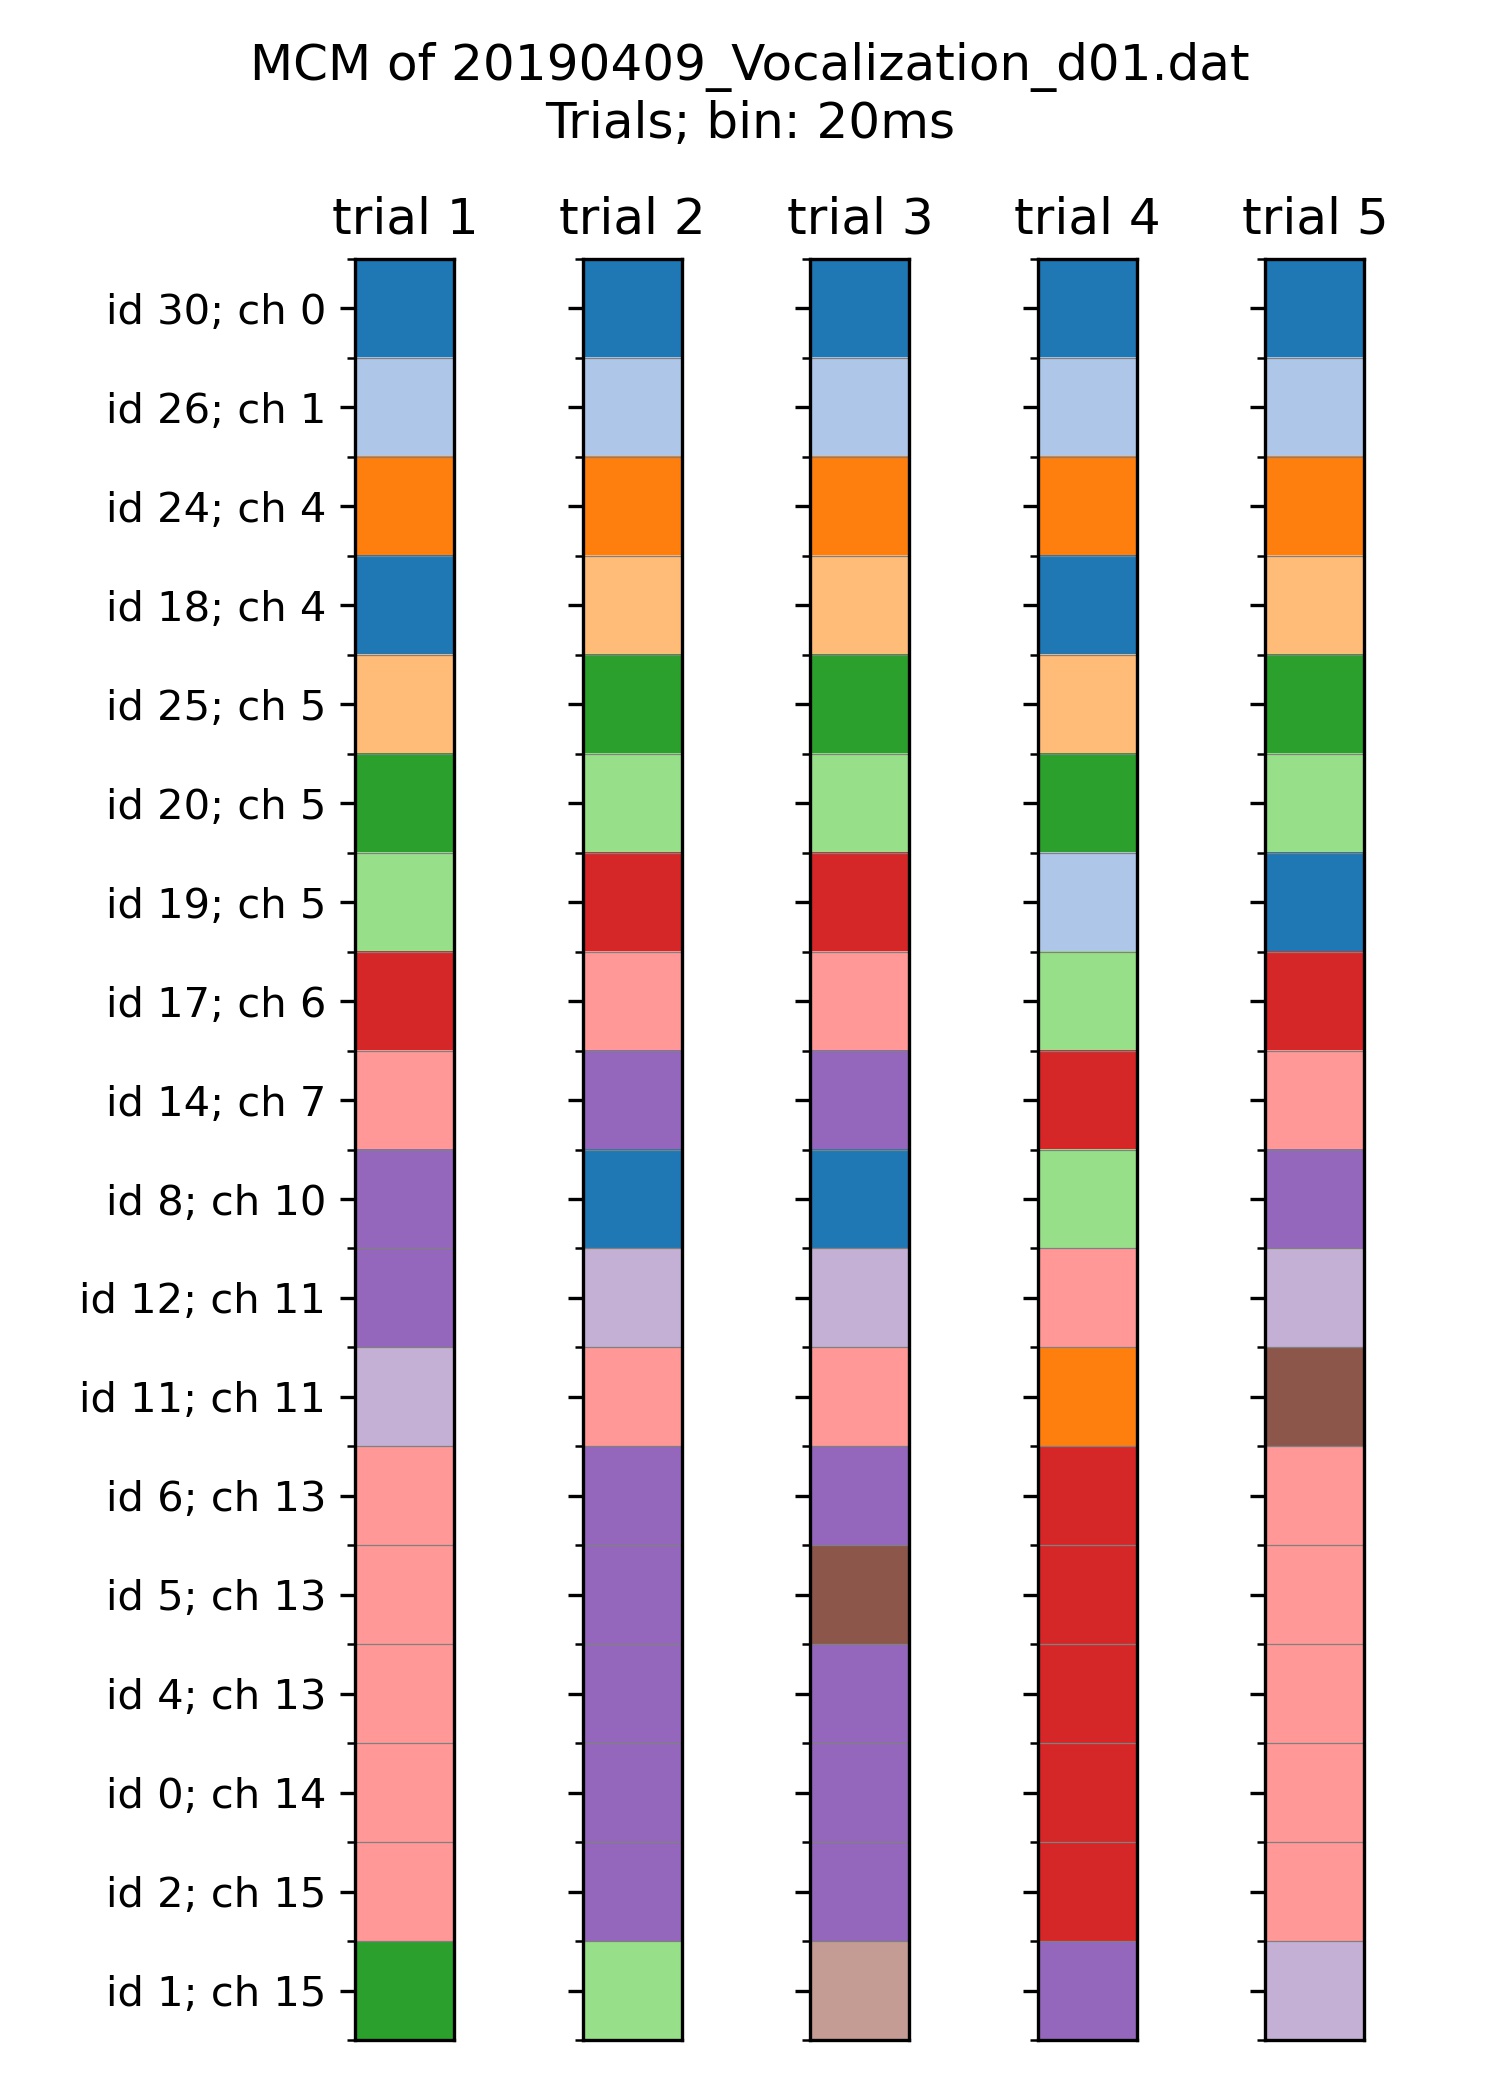 MCM of 20190409_Vocalization_d01.dat
Trials; bin: 20ms
trial 1 trial 2 trial 3 trial 4 trial 5
id 30; ch 0
id 26; ch 1
id 24; ch 4
id 18; ch 4
id 25; ch 5
id 20; ch 5
id 19; ch 5
id 17; ch 6
id 14; ch 7
id 8; ch 10
id 12; ch 11
id 11; ch 11
id 6; ch 13
id 5; ch 13
id 4; ch 13
id 0; ch 14
id 2; ch 15
id 1; ch 15